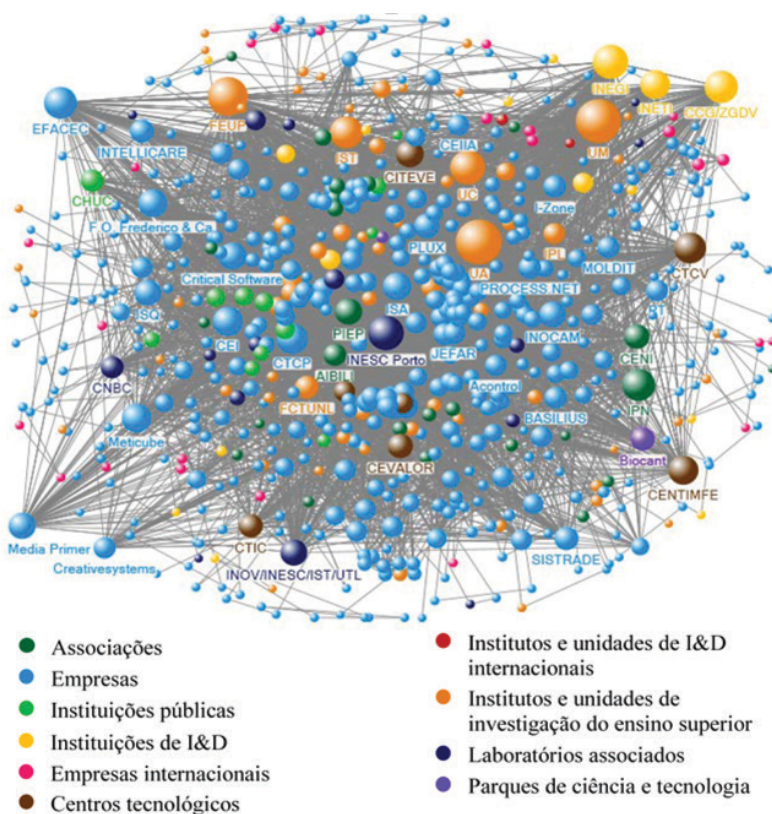 INEGI
INETI
CCG/ZGDV
EFACEC
FEUP
INTELLICARE
IST
CEIIA
UM
CITEVE
CHUC
UC
I-Zone
F.O. Frederico & Ca.
PLUX
IPL
UA
MOLDIT
CTCV
Critical Software
PROCESS.NET
ISQ
ISA
PT
CEI
PIEP
INOCAM
CTCP
INESC Porto
JEFAR
CENI
CNBC
AIBILI
Acontrol
FCTUNL
IPN
Meticube
BASILIUS
CEVALOR
Biocant
CENTIMFE
Media Primer
CTIC
Creativesystems
INOV/INESC/IST/UTL
SISTRADE
Associações
Empresas
Instituições públicas
Instituições de I&D
Empresas internacionais
Centros tecnológicos
Institutos e unidades de I&D
internacionais
Institutos e unidades de
investigação do ensino superior
Laboratórios associados
Parques de ciência e tecnologia